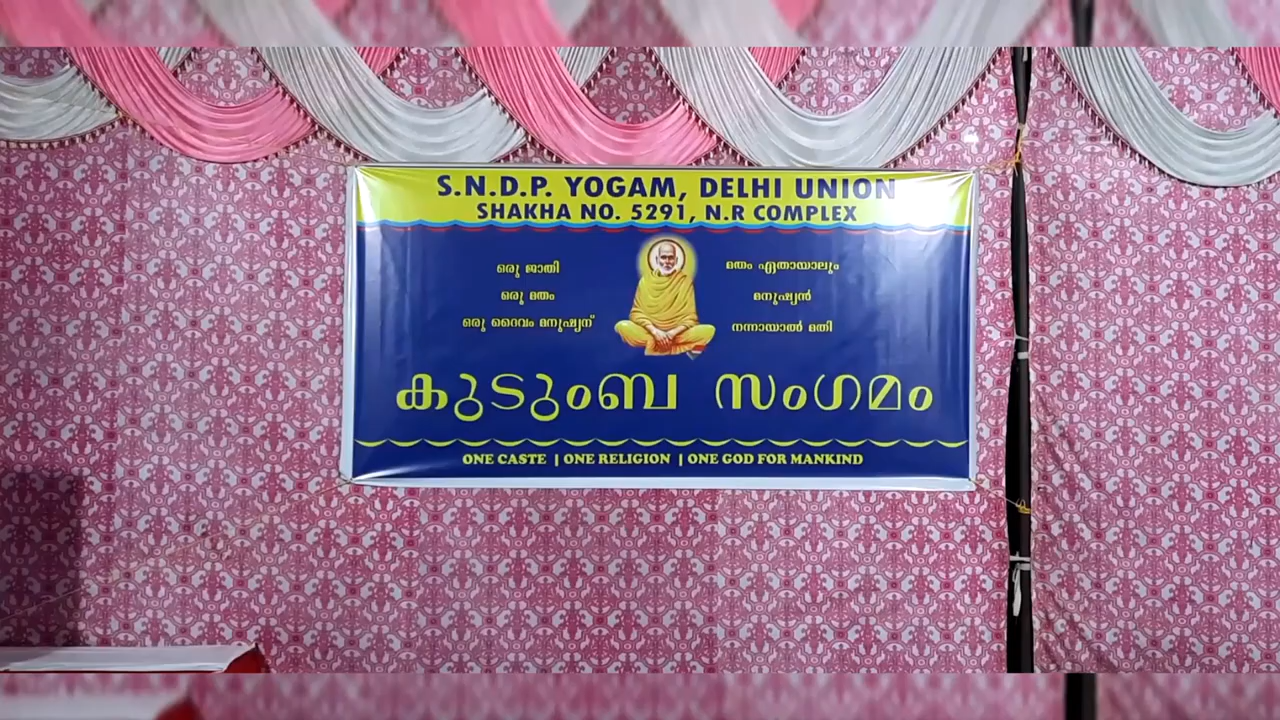 S.N.D.P. YOGAM, DELHI UNION
SHAKHA NO. 5291, N.R COMPLEX
ഒരു ജാതി
ഒരു മതം
ഒരു ദൈവം മനുഷ്യന്
മതം ഏതായാലും
മനുഷ്യൻ
നന്നായാൽ മതി
കുടുംബ സംഗമം
ONE CASTE | ONE RELIGION | ONE GOD FOR MANKIND